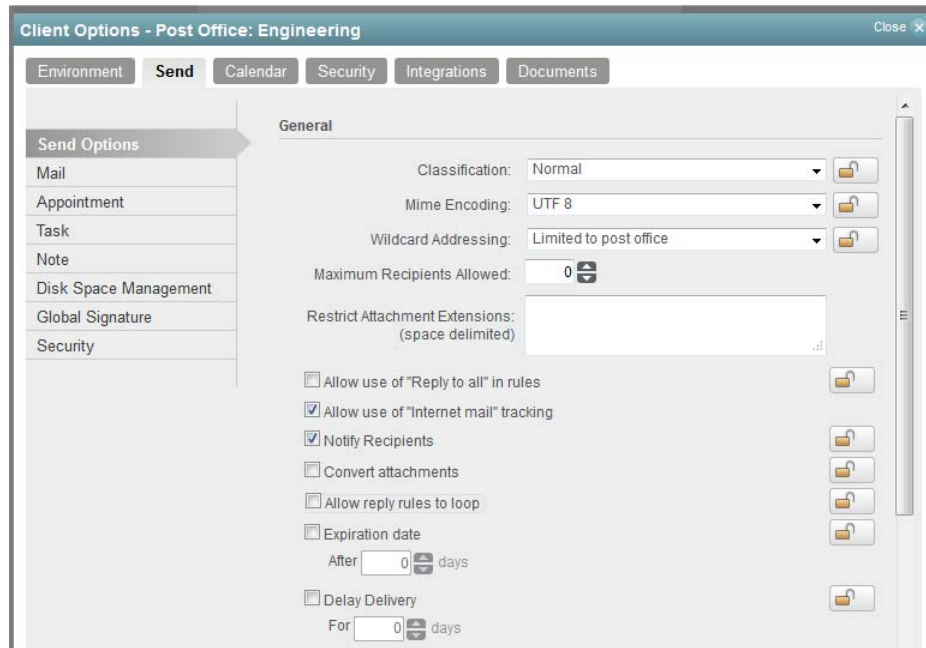 Client Options - Post Office: Engineering
Close
Environment Send Calendar Security Integrations Documents
Send Options
Mail
Appointment
Task
Note
Disk Space Management
Global Signature
Security
General
Classification: Normal
Mime Encoding: UTF 8
Wildcard Addressing: Limited to post office
Maximum Recipients Allowed: 0
Restrict Attachment Extensions:
(space delimited)
Allow use of "Reply to all" in rules
Allow use of "Internet mail" tracking
Notify Recipients
Convert attachments
Allow reply rules to loop
Expiration date
After 0 days
Delay Delivery
For 0 days